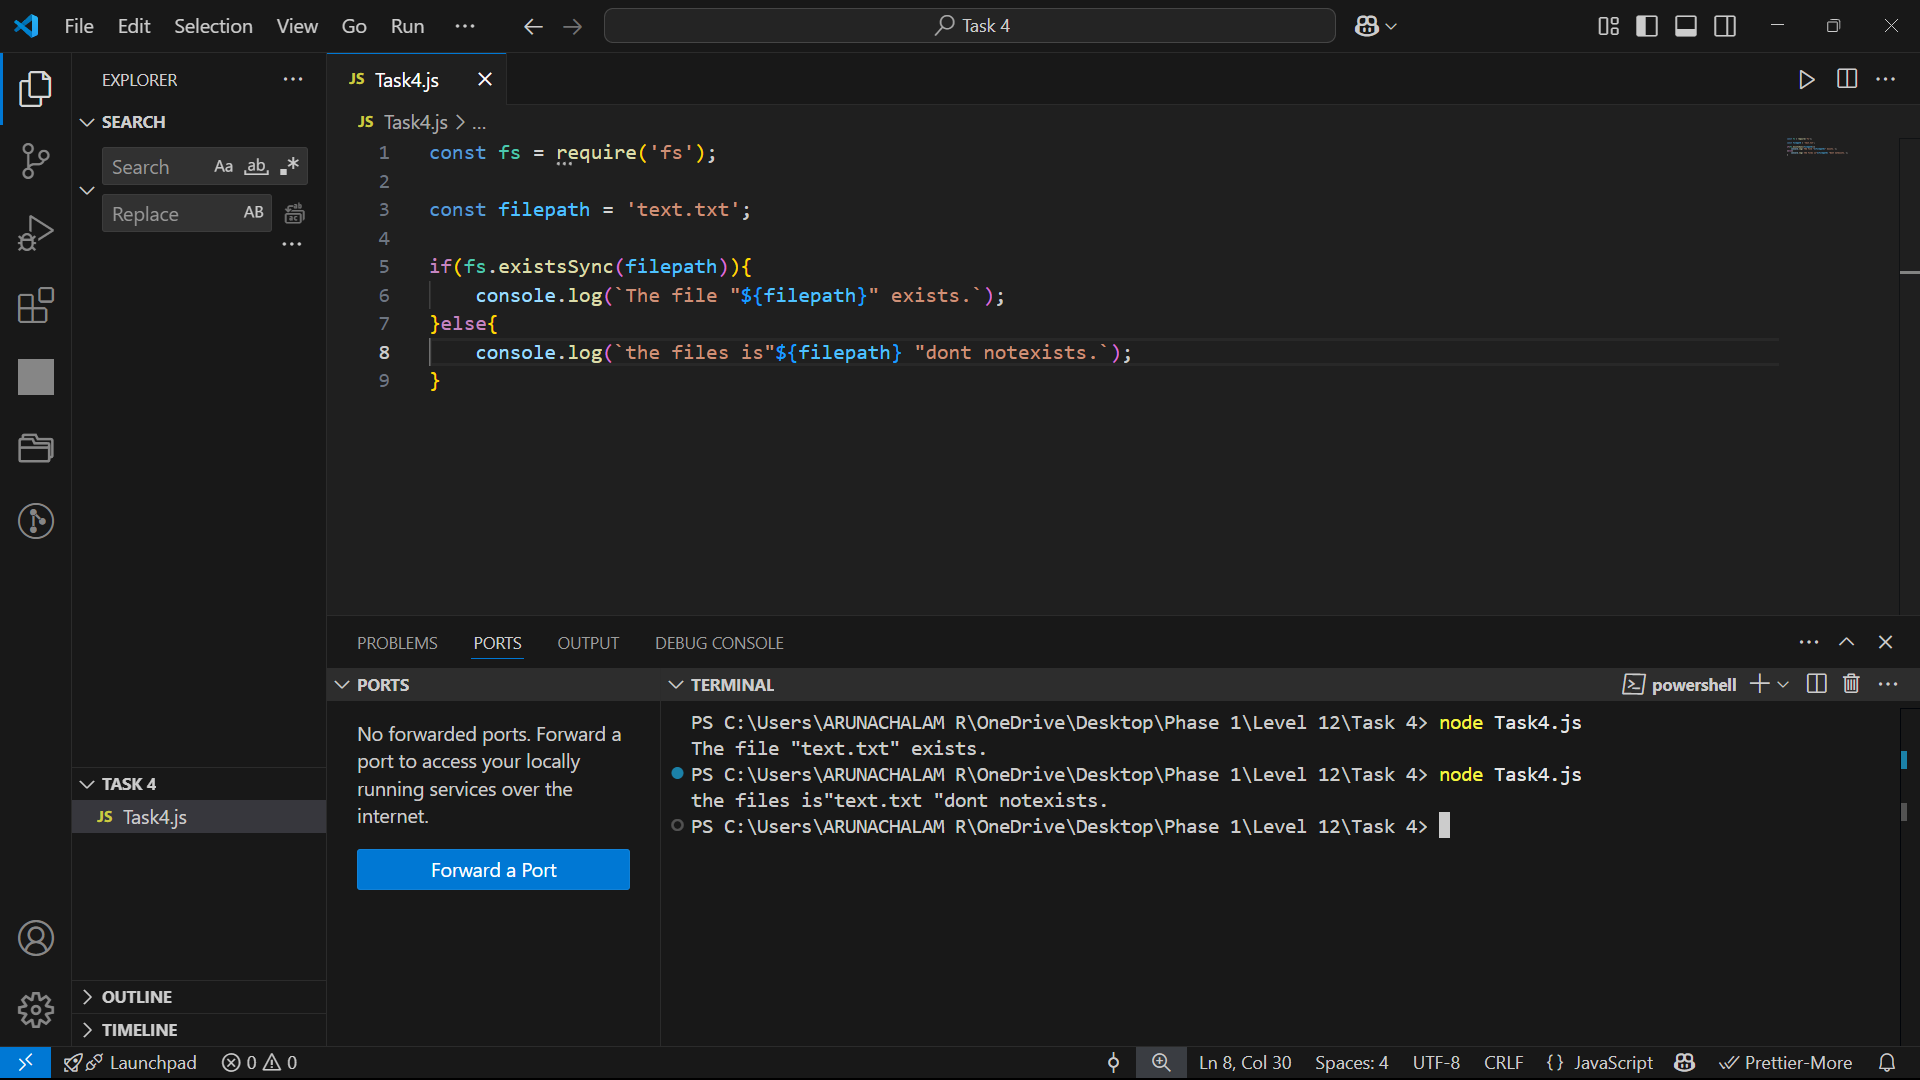 File Edit Selection View Go Run ··· Task 4
EXPLORER ···
SEARCH
Search Aa ab .*
Replace AB
···
TASK 4
JS Task4.js
OUTLINE
TIMELINE
JS Task4.js
JS Task4.js > ...
1 const fs = require('fs');
2
3 const filepath = 'text.txt';
4
5 if(fs.existsSync(filepath)){
6 console.log(`The file "${filepath}" exists.`);
7 }else{
8 console.log(`the files is"${filepath} "dont notexists.`);
9 }
PROBLEMS PORTS OUTPUT DEBUG CONSOLE
PORTS
No forwarded ports. Forward a
port to access your locally
running services over the
internet.
Forward a Port
TERMINAL powershell
PS C:\Users\ARUNACHALAM R\OneDrive\Desktop\Phase 1\Level 12\Task 4> node Task4.js
The file "text.txt" exists.
PS C:\Users\ARUNACHALAM R\OneDrive\Desktop\Phase 1\Level 12\Task 4> node Task4.js
the files is"text.txt "dont notexists.
PS C:\Users\ARUNACHALAM R\OneDrive\Desktop\Phase 1\Level 12\Task 4>
Launchpad 0 0 Ln 8, Col 30 Spaces: 4 UTF-8 CRLF {} JavaScript Prettier-More